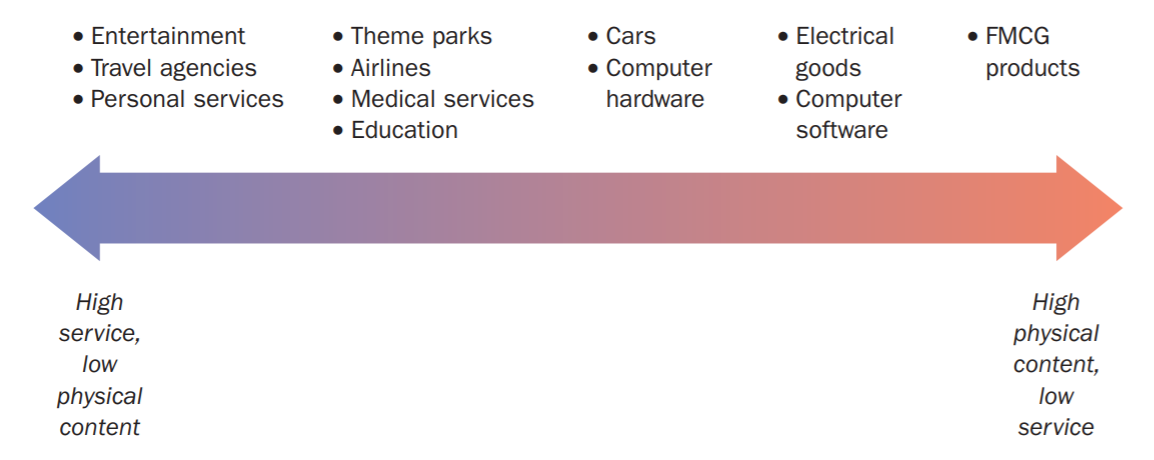 • Entertainment
• Travel agencies
• Personal services
• Theme parks
• Airlines
• Medical services
• Education
• Cars
• Computer
hardware
• Electrical
goods
• Computer
software
• FMCG
products
High
service,
low
physical
content
High
physical
content,
low
service